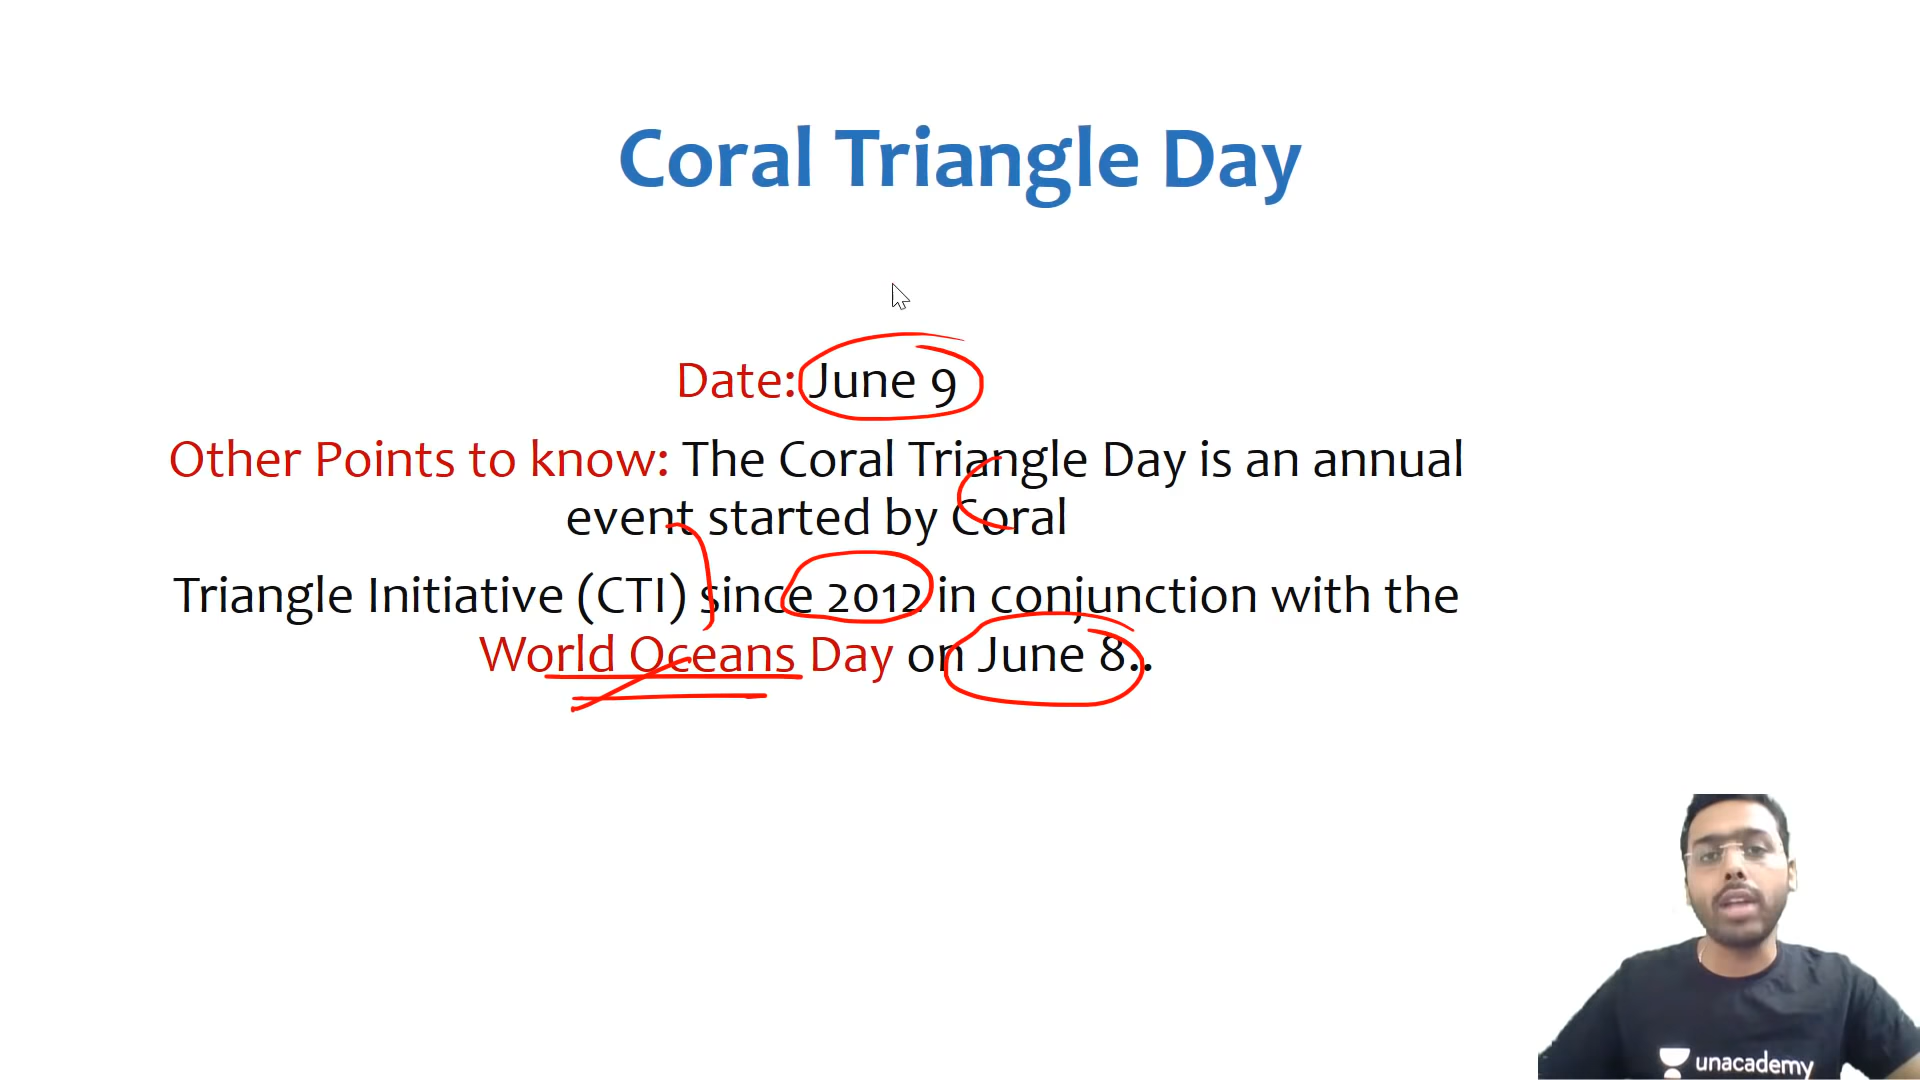 Coral Triangle Day
Date: June 9
Other Points to know: The Coral Triangle Day is an annual
event started by Coral
Triangle Initiative (CTI) since 2012 in conjunction with the
World Oceans Day on June 8..
unacademy